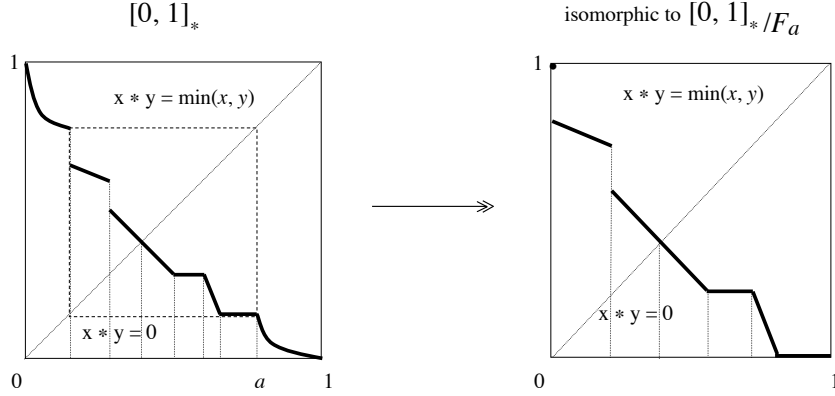 [0, 1]∗
isomorphic to [0, 1]∗/Fa
1
x ∗ y = min(x, y)
x ∗ y = 0
0
a
1
1
x ∗ y = min(x, y)
x ∗ y = 0
0
1